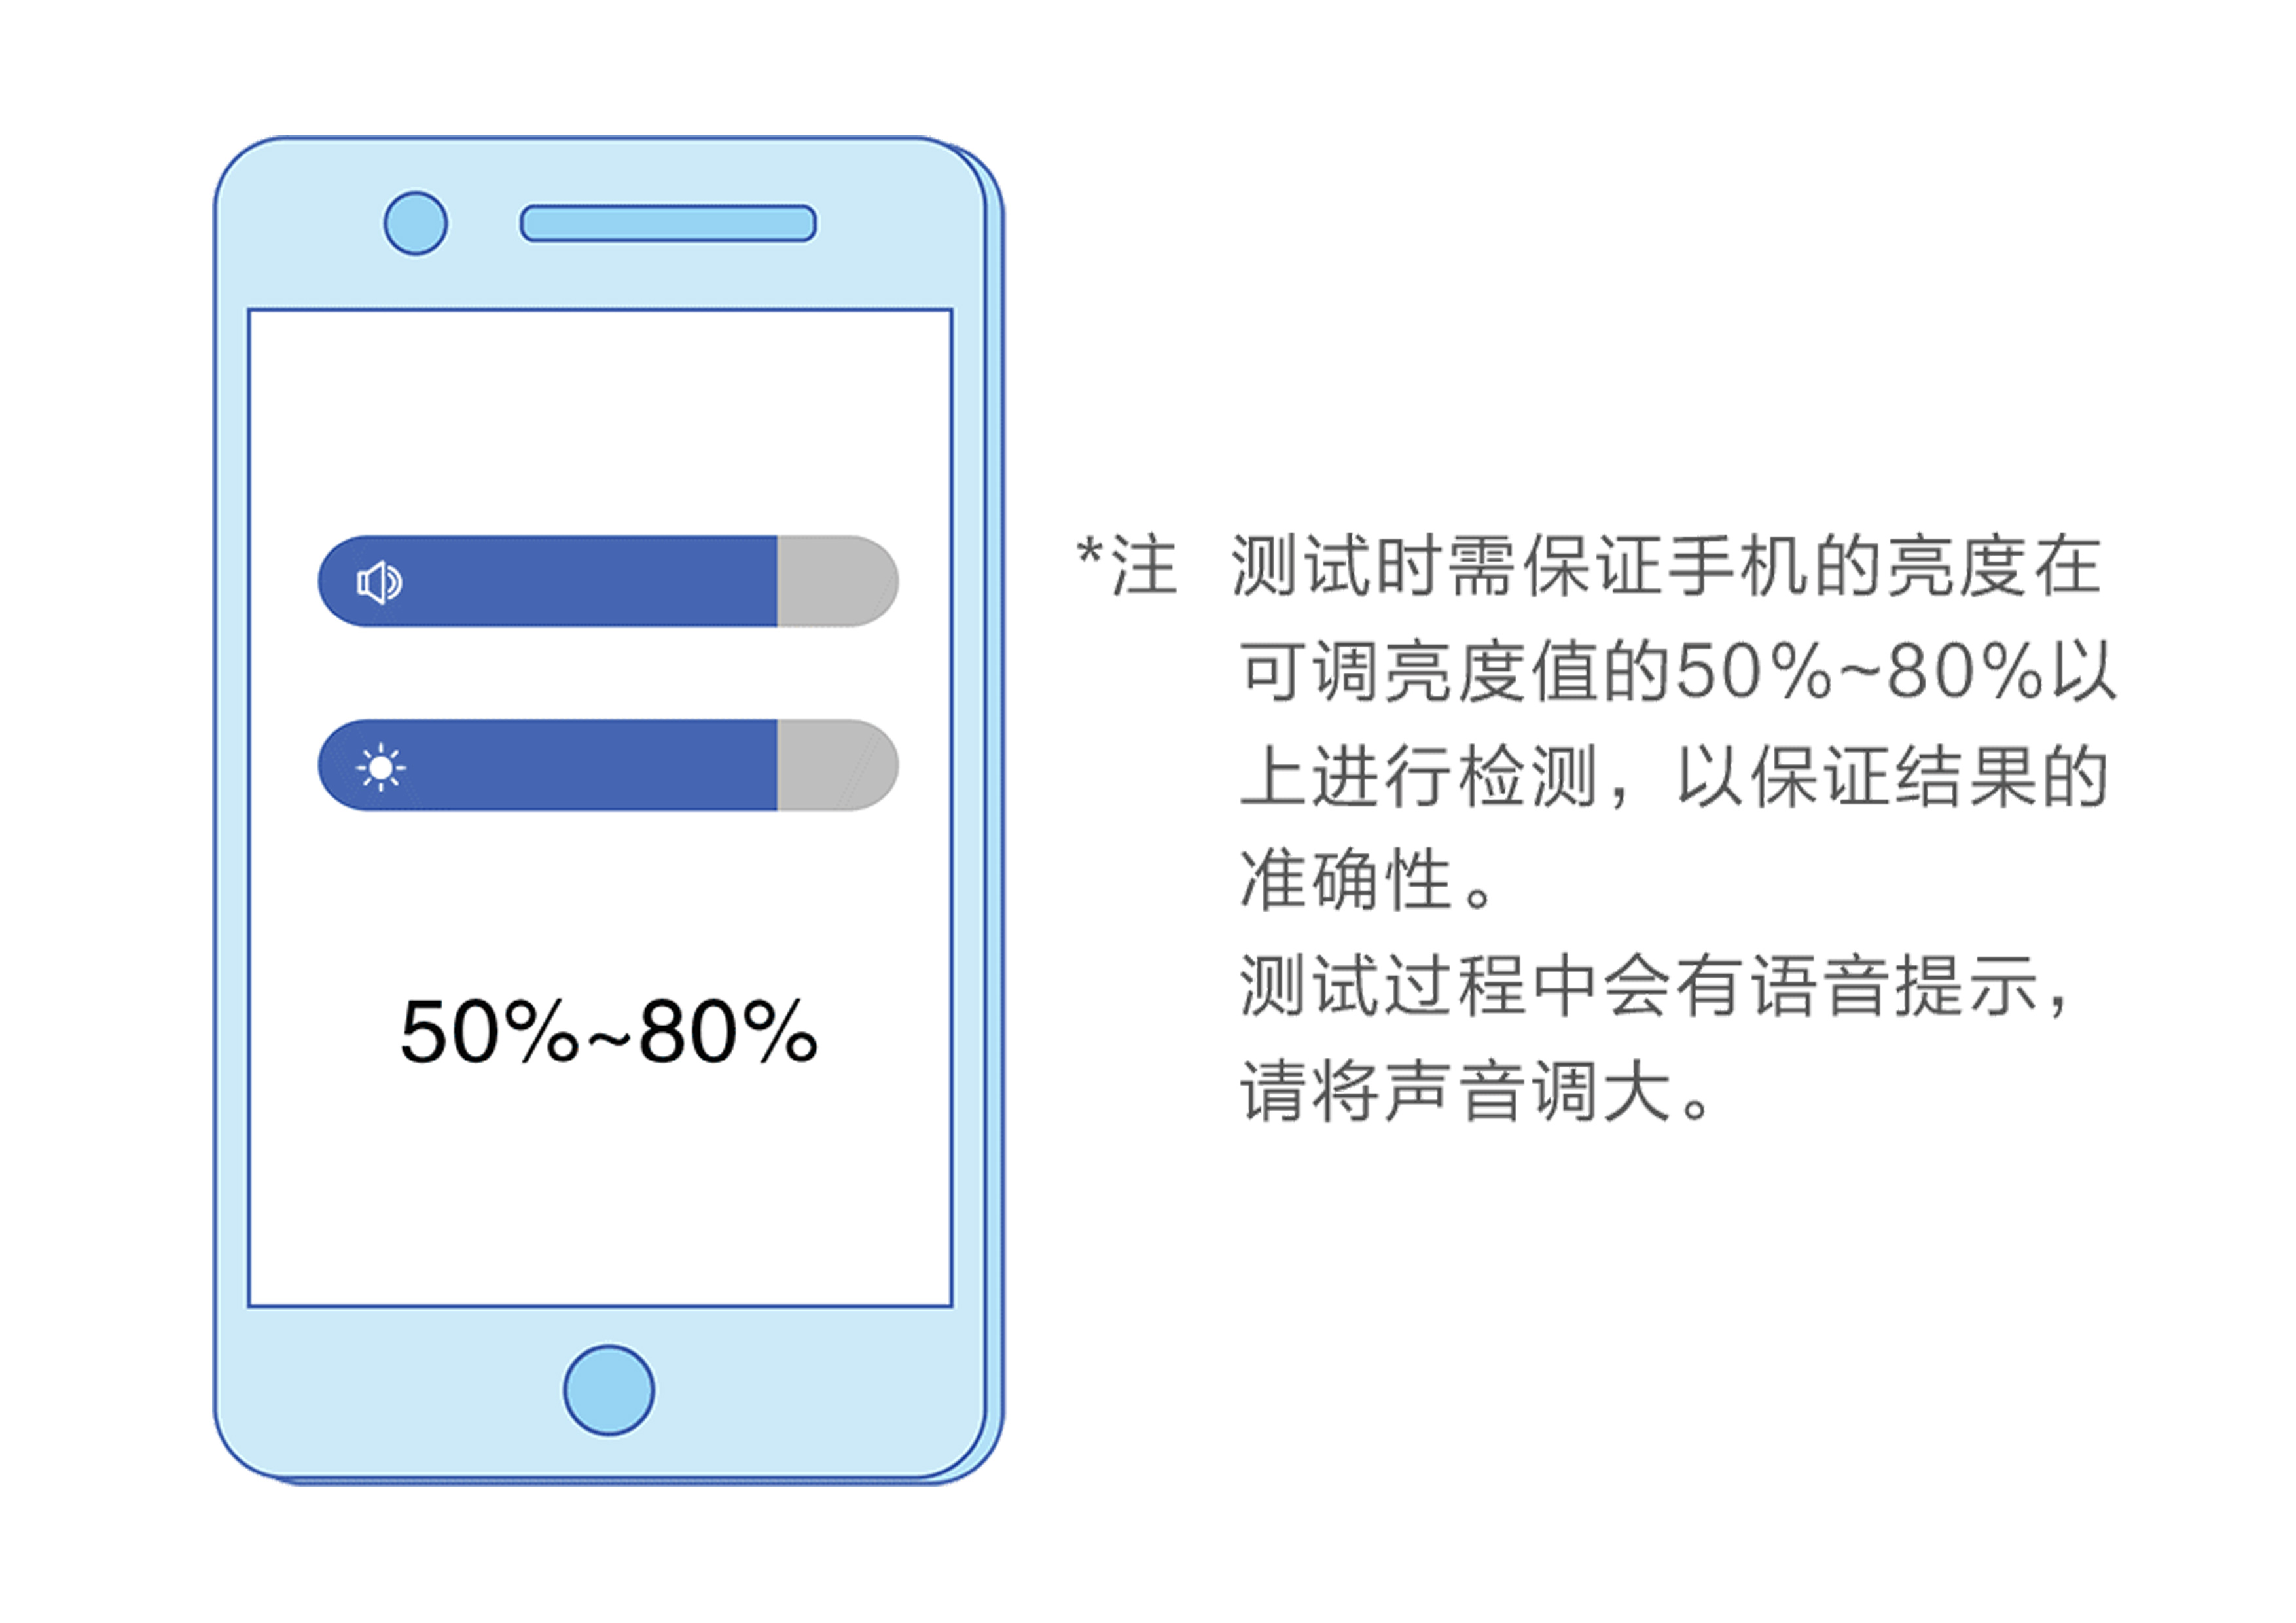 *注 测试时需保证手机的亮度在
可调亮度值的50%~80%以
上进行检测，以保证结果的
准确性。
测试过程中会有语音提示，
请将声音调大。
50%~80%